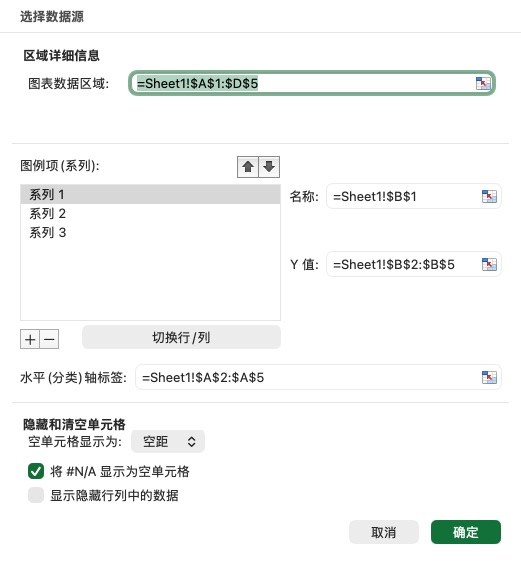 选择数据源
区域详细信息
图表数据区域: =Sheet1!$A$1:$D$5
图例项(系列):
系列 1
系列 2
系列 3
名称: =Sheet1!$B$1
Y 值: =Sheet1!$B$2:$B$5
切换行/列
水平(分类)轴标签: =Sheet1!$A$2:$A$5
隐藏和清空单元格
空单元格显示为: 空距
将 #N/A 显示为空单元格
显示隐藏行列中的数据
取消 确定